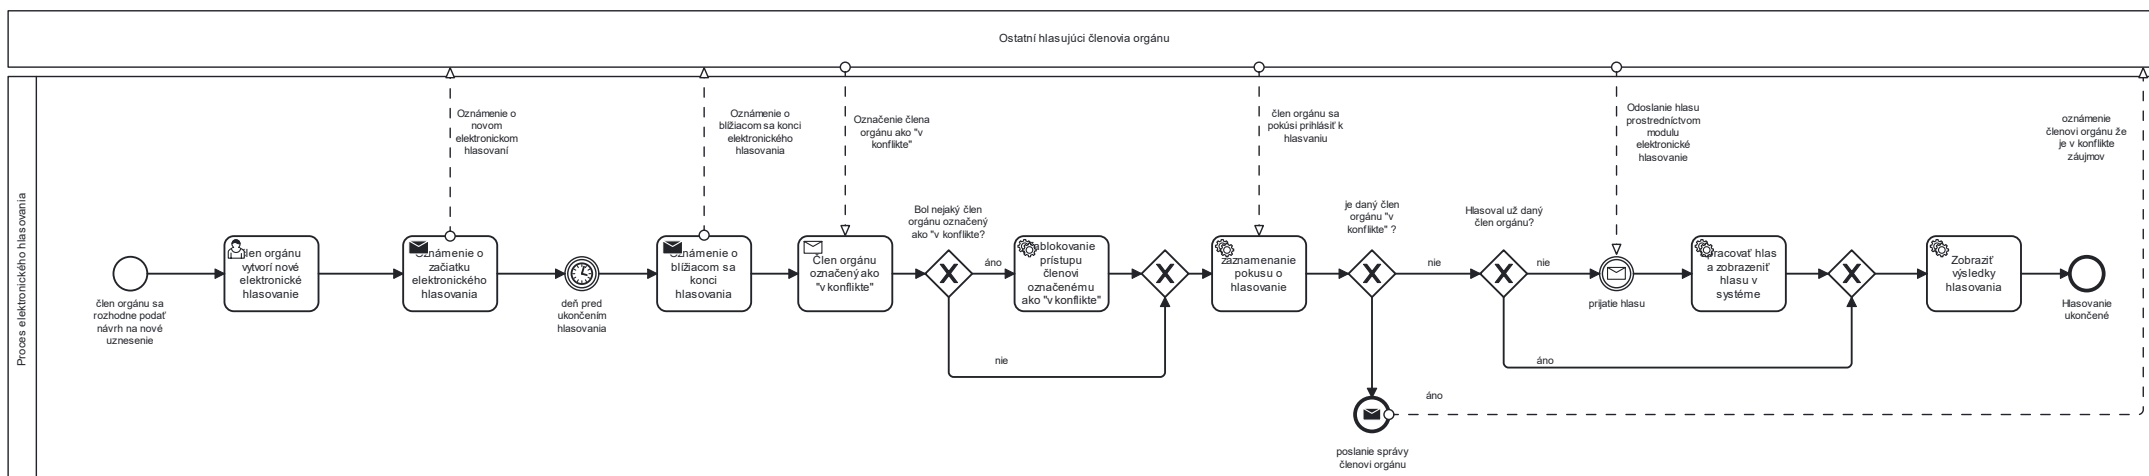 Ostatní hlasujúci členovia orgánu
Proces elektronického hlasovania
člen orgánu sa
rozhodne podať
návrh na nové
uznesenie
člen orgánu
vytvorí nové
elektronické
hlasovanie
Oznámenie o
novom
elektronickom
hlasovaní
Oznámenie o
začiatku
elektronického
hlasovania
deň pred
ukončením
hlasovania
Oznámenie o
blížiacom sa konci
elektronického
hlasovania
Oznámenie o
blížiacom sa
konci
hlasovania
Označenie člena
orgánu ako "v
konflikte"
Člen orgánu
označený ako
"v konflikte"
Bol nejaký člen
orgánu označený
ako "v konflikte?
áno
nie
ablokovanie
prístupu
členovi
označenému
ako "v konflikte"
člen orgánu sa
pokúsi prihlásiť k
hlasvaniu
zaznamenanie
pokusu o
hlasovanie
je daný člen
orgánu "v
konflikte" ?
nie
áno
poslanie správy
členovi orgánu
Hlasoval už daný
člen orgánu?
nie
áno
Odoslanie hlasu
prostredníctvom
modulu
elektronické
hlasovanie
prijatie hlasu
pracovať hlas
a zobrazeniť
hlasu v
systéme
Zobraziť
výsledky
hlasovania
Hlasovanie
ukončené
oznámenie
členovi orgánu že
je v konflikte
záujmov